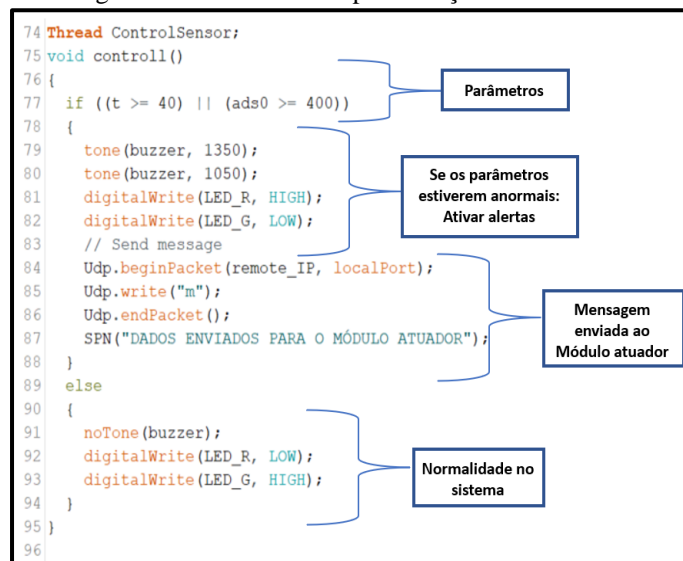 74 Thread ControlSensor;
75 void controll()
76 {
77 if ((t >= 40) || (ads0 >= 400))
78 {
79 tone(buzzer, 1350);
80 tone(buzzer, 1050);
81 digitalWrite(LED_R, HIGH);
82 digitalWrite(LED_G, LOW);
83 // Send message
84 Udp.beginPacket(remote_IP, localPort);
85 Udp.write("m");
86 Udp.endPacket();
87 SPN("DADOS ENVIADOS PARA O MÓDULO ATUADOR");
88 }
89 else
90 {
91 noTone(buzzer);
92 digitalWrite(LED_R, LOW);
93 digitalWrite(LED_G, HIGH);
94 }
95 }
96
Parâmetros
Se os parâmetros
estiverem anormais:
Ativar alertas
Mensagem
enviada ao
Módulo atuador
Normalidade no
sistema